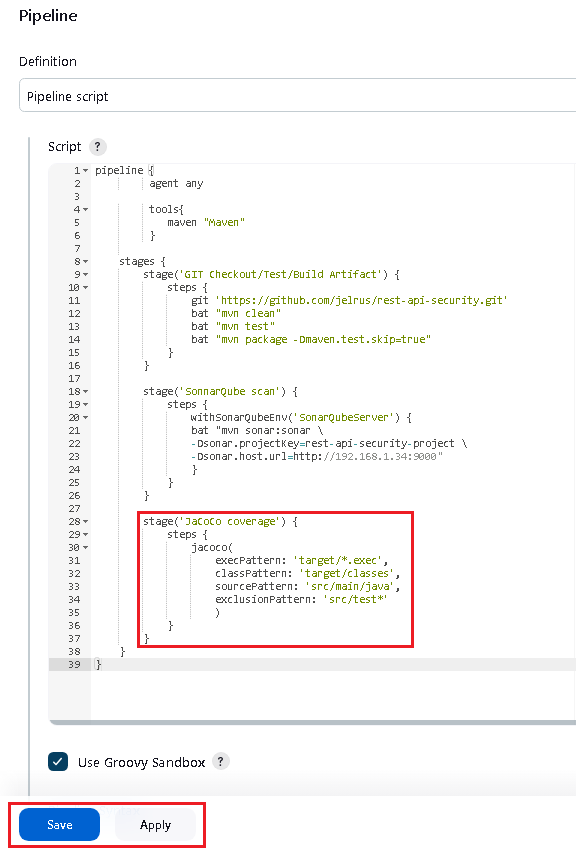 Pipeline
Definition
Pipeline script
Script ?
1 pipeline {
2 agent any
3
4 tools{
5 maven "Maven"
6 }
7
8 stages {
9 stage('GIT Checkout/Test/Build Artifact') {
10 steps {
11 git 'https://github.com/jelrus/rest-api-security.git'
12 bat "mvn clean"
13 bat "mvn test"
14 bat "mvn package -Dmaven.test.skip=true"
15 }
16 }
17
18 stage('SonnarQube scan') {
19 steps {
20 withSonarQubeEnv('SonarQubeServer') {
21 bat "mvn sonar:sonar \
22 -Dsonar.projectKey=rest-api-security-project \
23 -Dsonar.host.url=http://192.168.1.34:9000"
24 }
25 }
26 }
27
28 stage('JaCoCo coverage') {
29 steps {
30 jacoco(
31 execPattern: 'target/*.exec',
32 classPattern: 'target/classes',
33 sourcePattern: 'src/main/java',
34 exclusionPattern: 'src/test*'
35 )
36 }
37 }
38 }
39 }
Use Groovy Sandbox ?
Save Apply